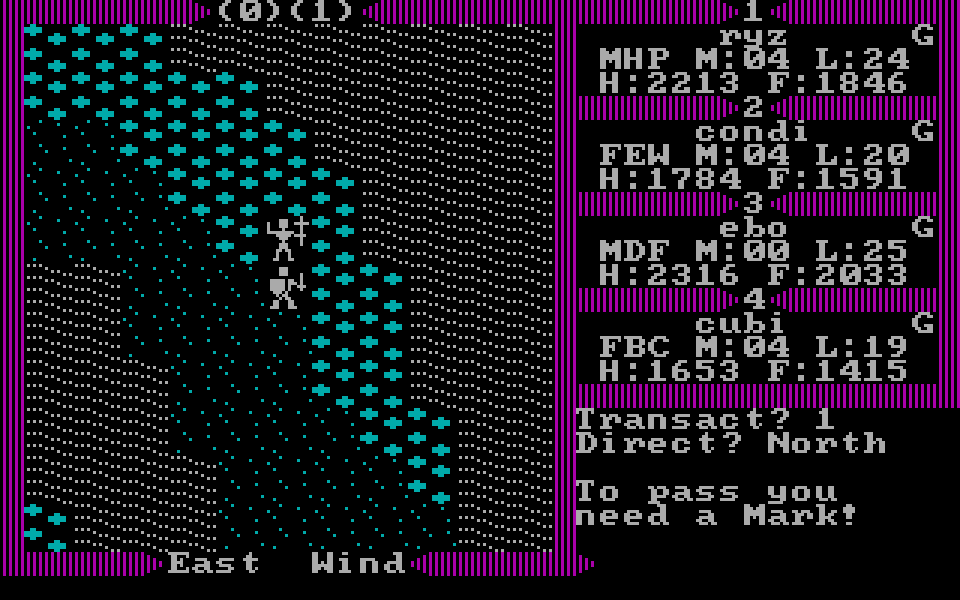 (0)(1)
East Wind
1
ryz G
MHP M:04 L:24
H:2213 F:1846
2
condi G
FEW M:04 L:20
H:1784 F:1591
3
ebo G
MDF M:00 L:25
H:2316 F:2033
4
cubi G
FBC M:04 L:19
H:1653 F:1415
Transact? 1
Direct? North
To pass you
need a Mark!